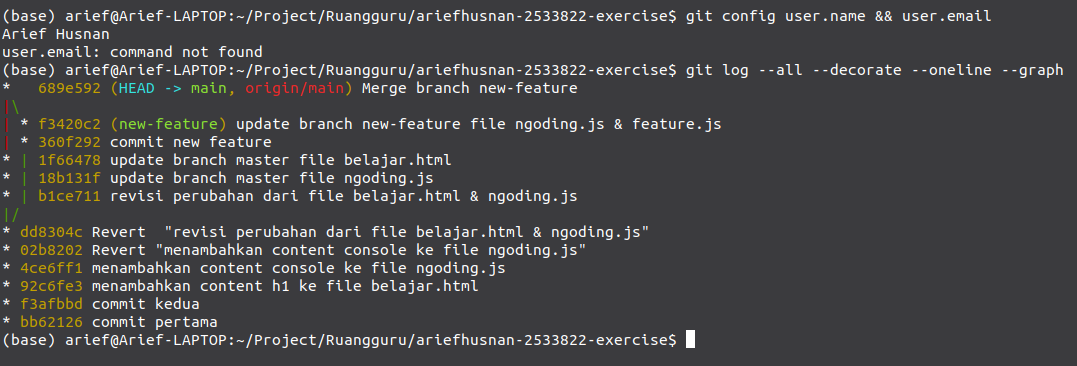 (base) arief@Arief-LAPTOP:~/Project/Ruangguru/ariefhusnan-2533822-exercise$ git config user.name && user.email
Arief Husnan
user.email: command not found
(base) arief@Arief-LAPTOP:~/Project/Ruangguru/ariefhusnan-2533822-exercise$ git log --all --decorate --oneline --graph
*   689e592 (HEAD -> main, origin/main) Merge branch new-feature
|\
| * f3420c2 (new-feature) update branch new-feature file ngoding.js & feature.js
| * 360f292 commit new feature
* | 1f66478 update branch master file belajar.html
* | 18b131f update branch master file ngoding.js
* | b1ce711 revisi perubahan dari file belajar.html & ngoding.js
|/
* dd8304c Revert  "revisi perubahan dari file belajar.html & ngoding.js"
* 02b8202 Revert "menambahkan content console ke file ngoding.js"
* 4ce6ff1 menambahkan content console ke file ngoding.js
* 92c6fe3 menambahkan content h1 ke file belajar.html
* f3afbbd commit kedua
* bb62126 commit pertama
(base) arief@Arief-LAPTOP:~/Project/Ruangguru/ariefhusnan-2533822-exercise$